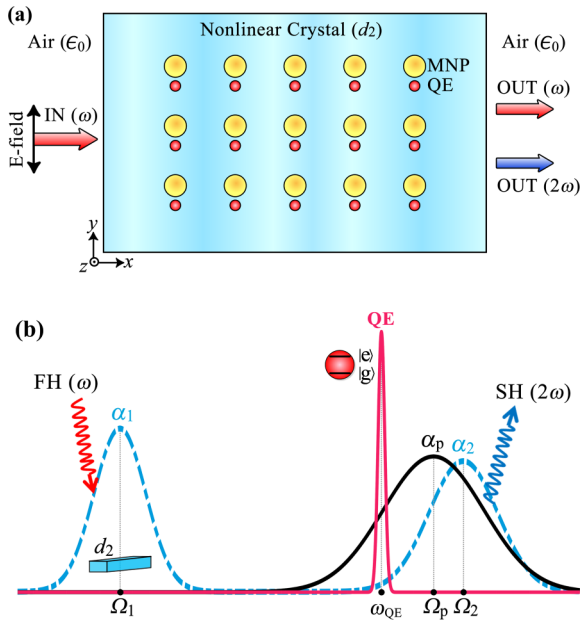 (a)
Nonlinear Crystal (d₂)
Air (ϵ₀)
Air (ϵ₀)
MNP
QE
OUT (ω)
IN (ω)
E-field
OUT (2ω)
y
z
x
(b)
QE
|e⟩
|g⟩
FH (ω)
SH (2ω)
α₁
αₚ
α₂
d₂
Ω₁
ω_QE
Ωₚ
Ω₂